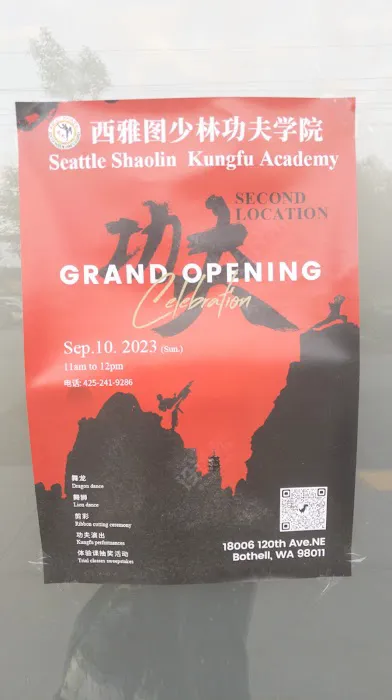 西雅图少林功夫学院
Seattle Shaolin Kungfu Academy
SECOND
LOCATION
功夫
GRAND OPENING
Celebration
Sep.10. 2023 (Sun.)
11am to 12pm
电话: 425-241-9286
舞龙
Dragon dance
舞狮
Lion dance
剪彩
Ribbon cutting ceremony
功夫演出
Kungfu performances
体验课抽奖活动
Trial classes sweepstakes
18006 120th Ave.NE
Bothell, WA 98011